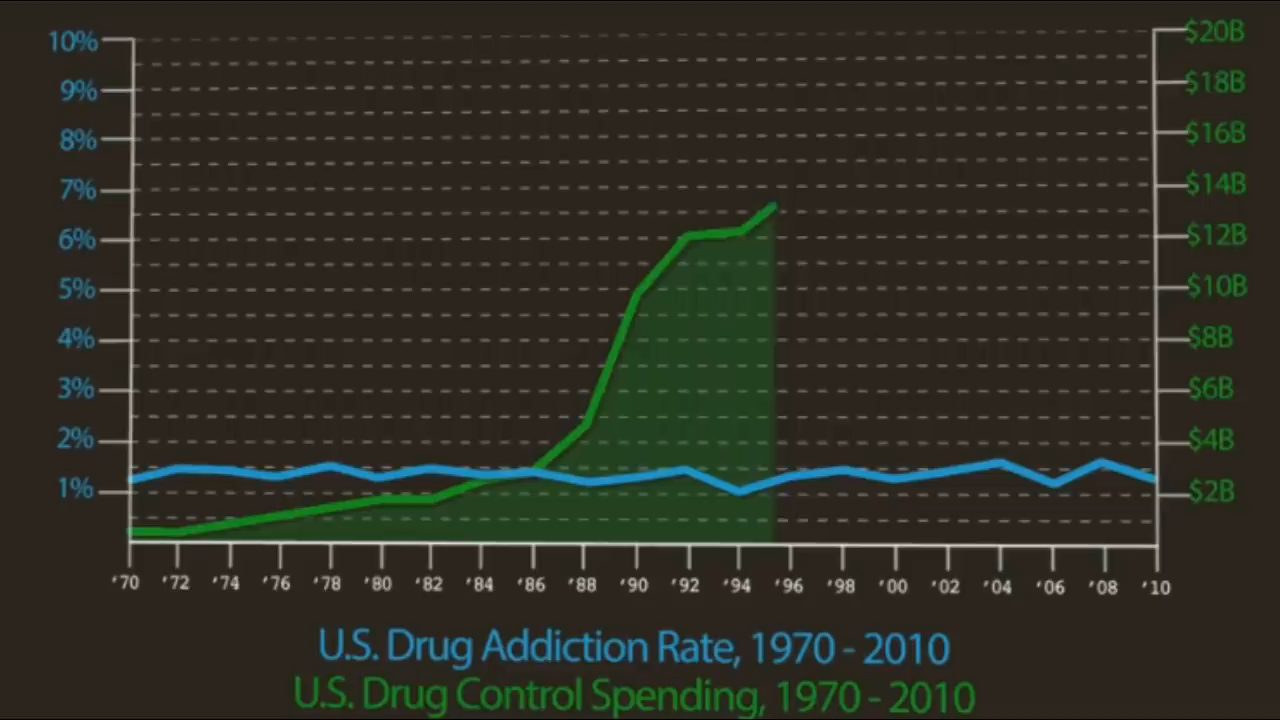 10%
9%
8%
7%
6%
5%
4%
3%
2%
1%
$20B
$18B
$16B
$14B
$12B
$10B
$8B
$6B
$4B
$2B
‘70 ‘72 ‘74 ‘76 ‘78 ‘80 ‘82 ‘84 ‘86 ‘88 ‘90 ‘92 ‘94 ‘96 ‘98 ‘00 ‘02 ‘04 ‘06 ‘08 ‘10
U.S. Drug Addiction Rate, 1970 - 2010
U.S. Drug Control Spending, 1970 - 2010